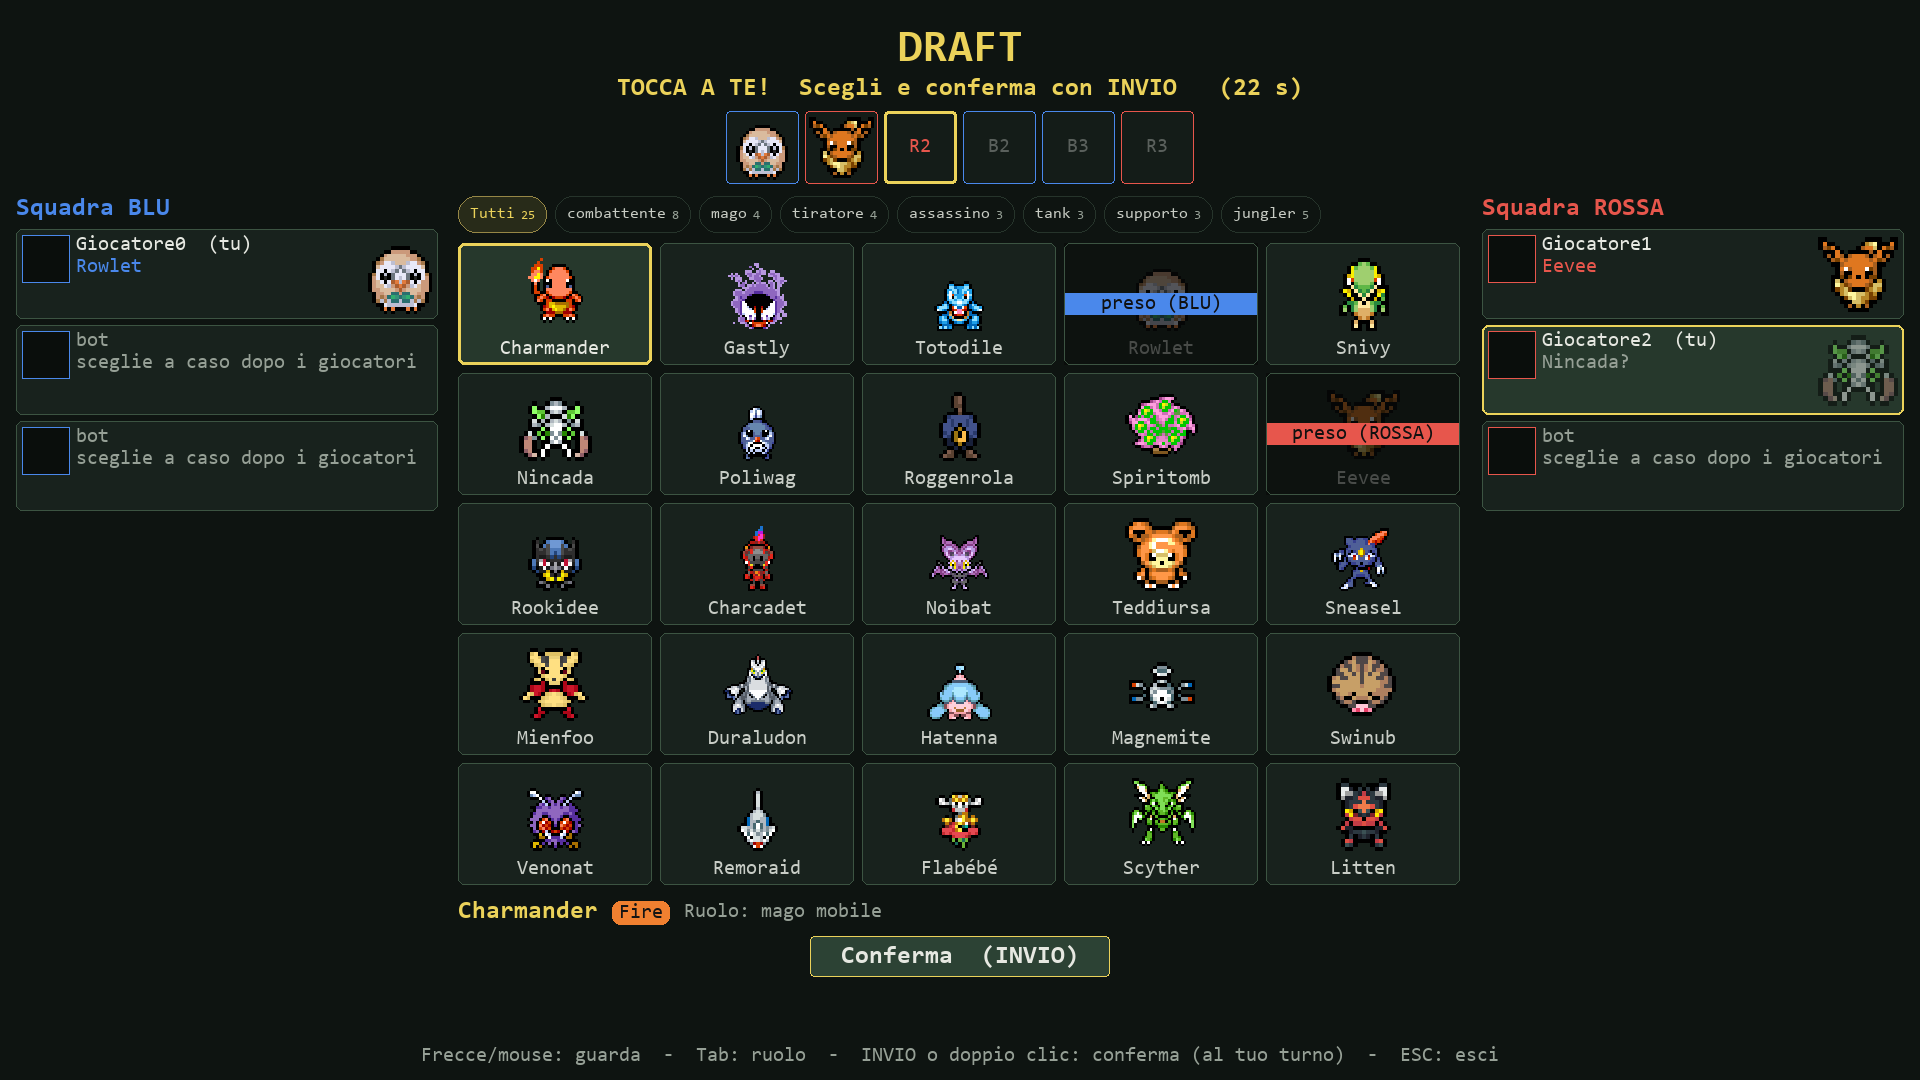 DRAFT
TOCCA A TE!  Scegli e conferma con INVIO   (22 s)
R2 B2 B3 R3
Squadra BLU
Giocatore0  (tu)
Rowlet
bot
sceglie a caso dopo i giocatori
bot
sceglie a caso dopo i giocatori
Tutti 25 combattente 8 mago 4 tiratore 4 assassino 3 tank 3 supporto 3 jungler 5
Charmander Gastly Totodile preso (BLU) Rowlet Snivy
Nincada Poliwag Roggenrola Spiritomb preso (ROSSA) Eevee
Rookidee Charcadet Noibat Teddiursa Sneasel
Mienfoo Duraludon Hatenna Magnemite Swinub
Venonat Remoraid Flabébé Scyther Litten
Charmander Fire Ruolo: mago mobile
Conferma  (INVIO)
Squadra ROSSA
Giocatore1
Eevee
Giocatore2  (tu)
Nincada?
bot
sceglie a caso dopo i giocatori
Frecce/mouse: guarda  -  Tab: ruolo  -  INVIO o doppio clic: conferma (al tuo turno)  -  ESC: esci